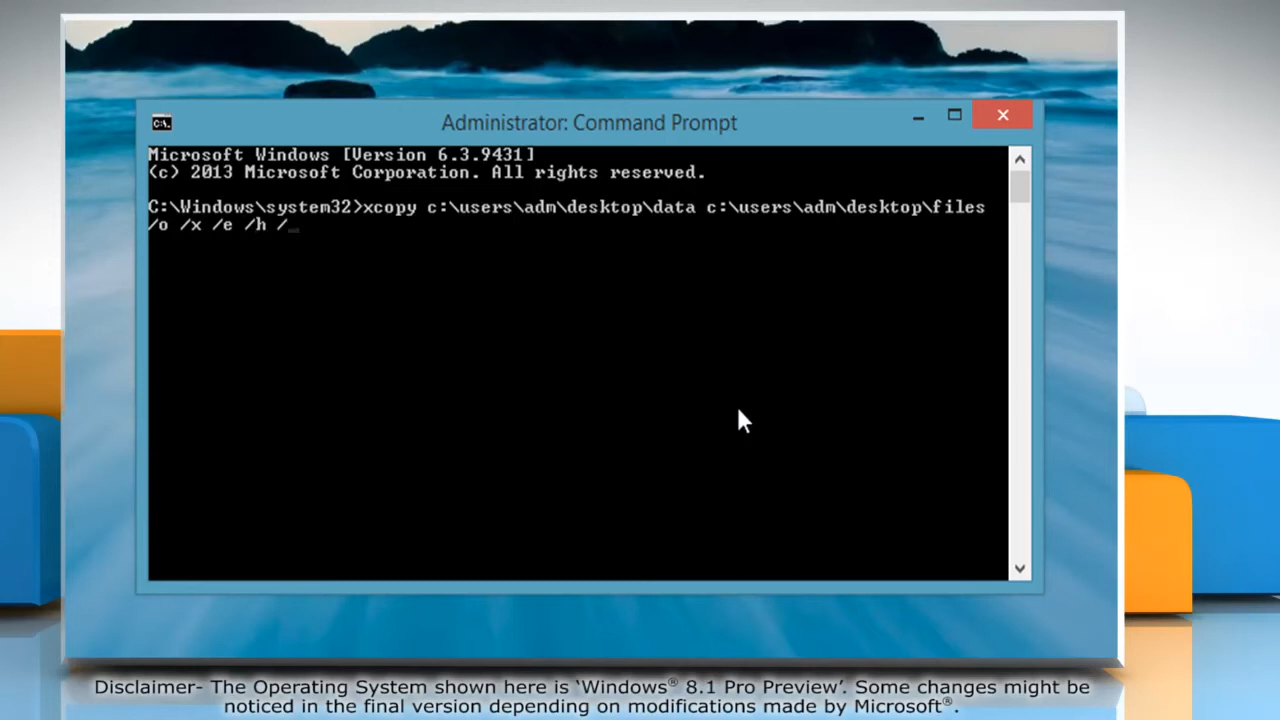 C:\.
Administrator: Command Prompt
Microsoft Windows [Version 6.3.9431]
(c) 2013 Microsoft Corporation. All rights reserved.
C:\Windows\system32>xcopy c:\users\adm\desktop\data c:\users\adm\desktop\files
/o /x /e /h /_
Disclaimer- The Operating System shown here is ‘Windows® 8.1 Pro Preview’. Some changes might be
noticed in the final version depending on modifications made by Microsoft®.